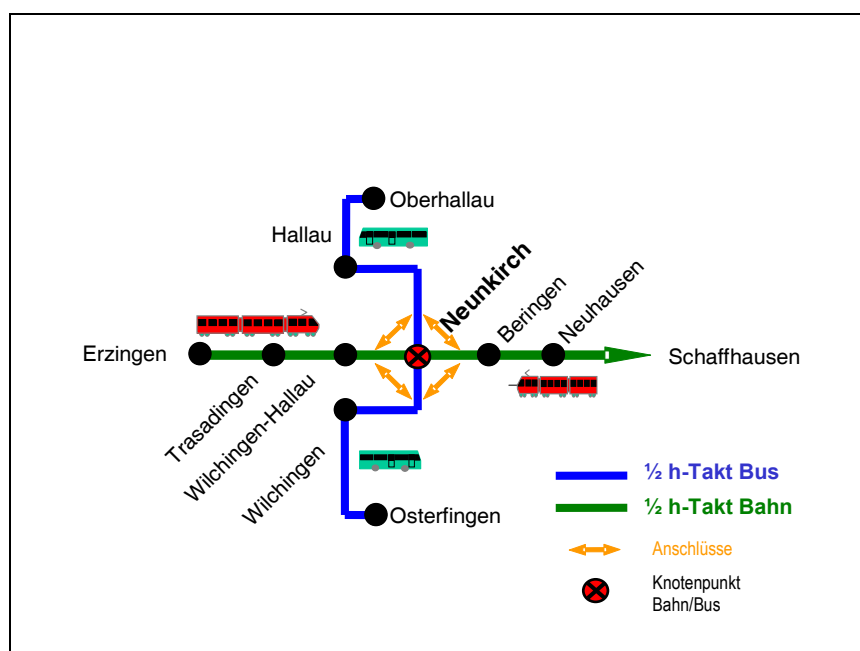 Oberhallau
Hallau
Neunkirch
Beringen
Neuhausen
Erzingen
Schaffhausen
Trasadingen
Wilchingen-Hallau
Wilchingen
Osterfingen
½ h-Takt Bus
½ h-Takt Bahn
Anschlüsse
Knotenpunkt
Bahn/Bus